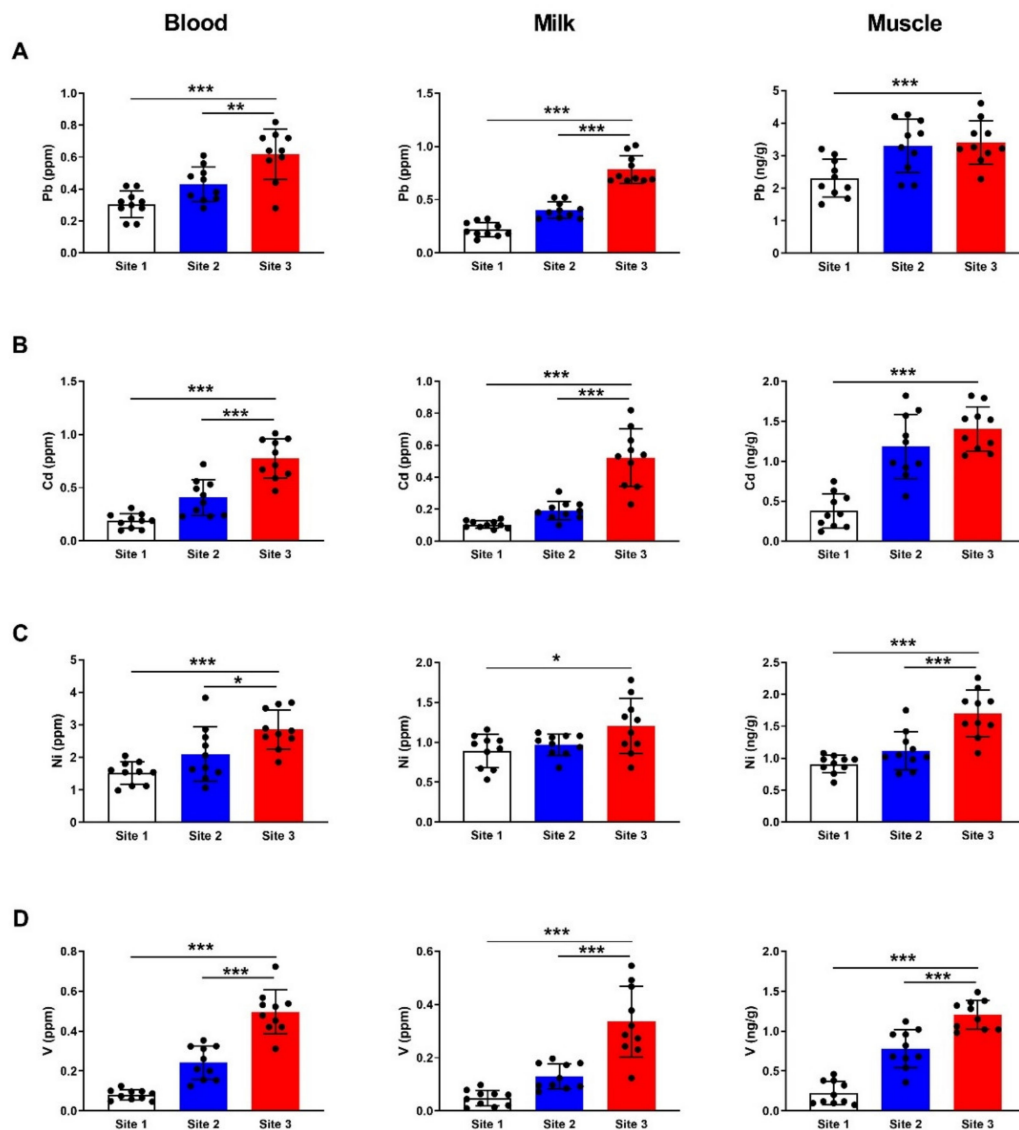 Blood Milk Muscle
A
Pb (ppm) 1.0 0.8 0.6 0.4 0.2 0.0 *** ** Site 1 Site 2 Site 3
Pb (ppm) 1.5 1.0 0.5 0.0 *** *** Site 1 Site 2 Site 3
Pb (ng/g) 5 4 3 2 1 0 *** Site 1 Site 2 Site 3
B
Cd (ppm) 1.5 1.0 0.5 0.0 *** *** Site 1 Site 2 Site 3
Cd (ppm) 1.0 0.8 0.6 0.4 0.2 0.0 *** *** Site 1 Site 2 Site 3
Cd (ng/g) 2.0 1.5 1.0 0.5 0.0 *** Site 1 Site 2 Site 3
C
Ni (ppm) 5 4 3 2 1 0 *** * Site 1 Site 2 Site 3
Ni (ppm) 2.0 1.5 1.0 0.5 0.0 * Site 1 Site 2 Site 3
Ni (ng/g) 2.5 2.0 1.5 1.0 0.5 0.0 *** *** Site 1 Site 2 Site 3
D
V (ppm) 0.8 0.6 0.4 0.2 0.0 *** *** Site 1 Site 2 Site 3
V (ppm) 0.6 0.4 0.2 0.0 *** *** Site 1 Site 2 Site 3
V (ng/g) 2.0 1.5 1.0 0.5 0.0 *** *** Site 1 Site 2 Site 3